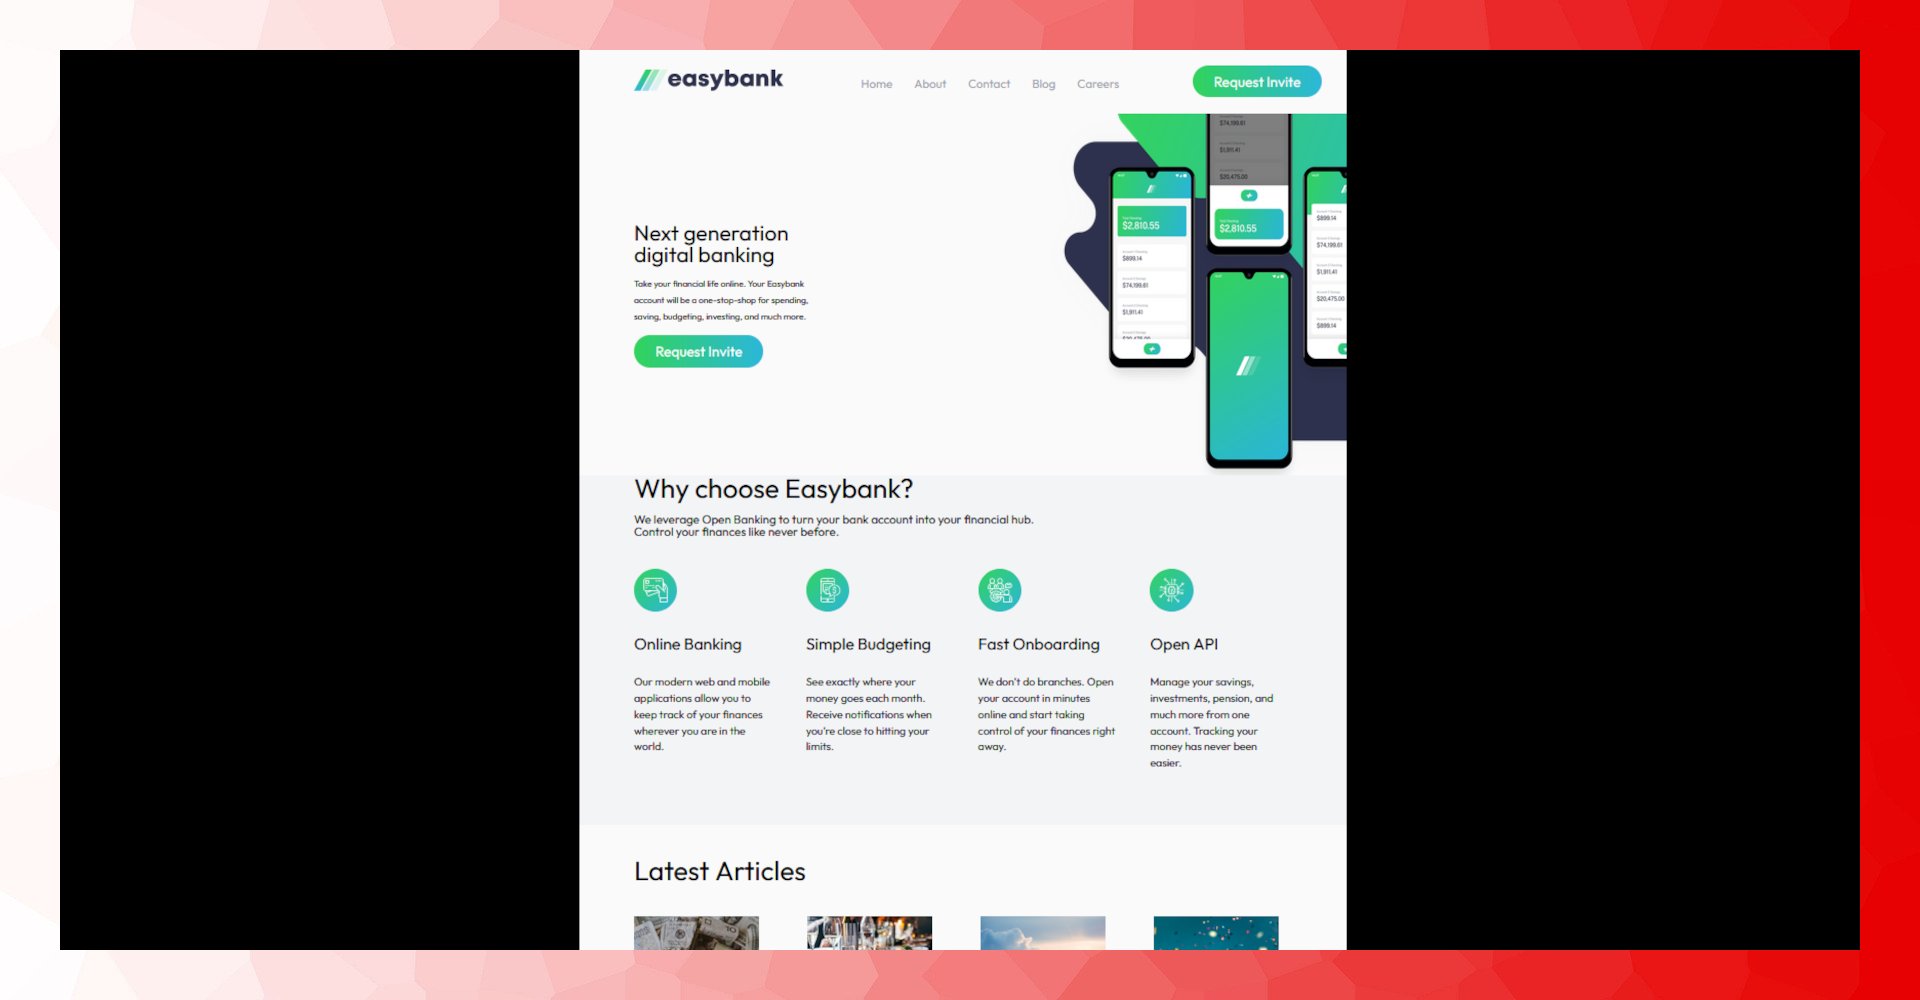 easybank
Home About Contact Blog Careers
Request Invite
Next generation
digital banking
Take your financial life online. Your Easybank
account will be a one-stop-shop for spending,
saving, budgeting, investing, and much more.
Request Invite
$2,810.55
$899.14
$74,199.61
$1,911.41
$74,199.61
$1,911.41
$20,475.00
$2,810.55
$899.14
$74,199.61
$1,911.41
$20,475.00
$899.14
Why choose Easybank?
We leverage Open Banking to turn your bank account into your financial hub.
Control your finances like never before.
Online Banking
Our modern web and mobile
applications allow you to
keep track of your finances
wherever you are in the
world.
Simple Budgeting
See exactly where your
money goes each month.
Receive notifications when
you're close to hitting your
limits.
Fast Onboarding
We don't do branches. Open
your account in minutes
online and start taking
control of your finances right
away.
Open API
Manage your savings,
investments, pension, and
much more from one
account. Tracking your
money has never been
easier.
Latest Articles